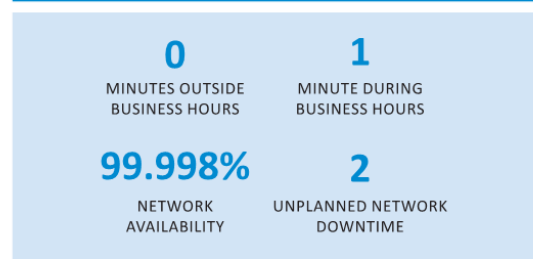 0
MINUTES OUTSIDE
BUSINESS HOURS
1
MINUTE DURING
BUSINESS HOURS
99.998%
NETWORK
AVAILABILITY
2
UNPLANNED NETWORK
DOWNTIME